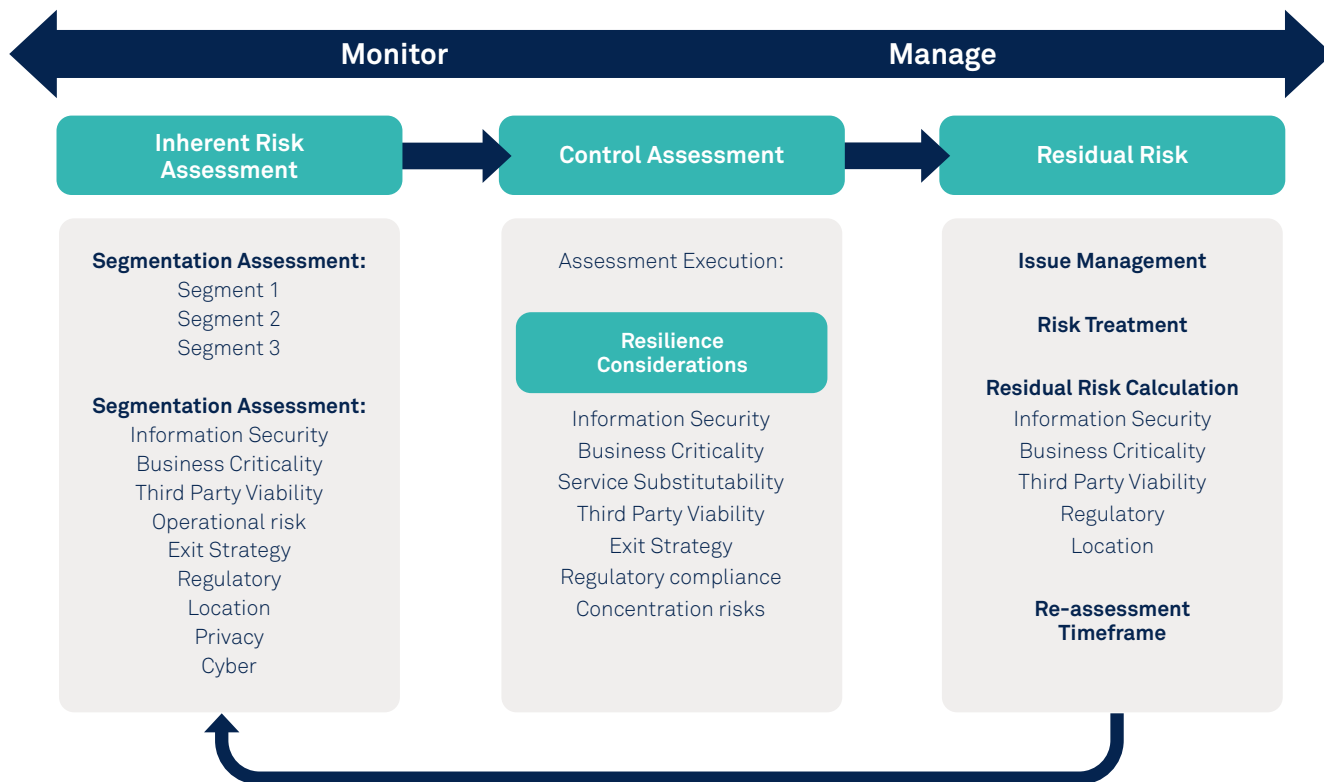 Monitor
Manage
Inherent Risk
Assessment
Control Assessment
Residual Risk
Segmentation Assessment:
Segment 1
Segment 2
Segment 3
Segmentation Assessment:
Information Security
Business Criticality
Third Party Viability
Operational risk
Exit Strategy
Regulatory
Location
Privacy
Cyber
Assessment Execution:
Resilience
Considerations
Information Security
Business Criticality
Service Substitutability
Third Party Viability
Exit Strategy
Regulatory compliance
Concentration risks
Issue Management
Risk Treatment
Residual Risk Calculation
Information Security
Business Criticality
Third Party Viability
Regulatory
Location
Re-assessment
Timeframe